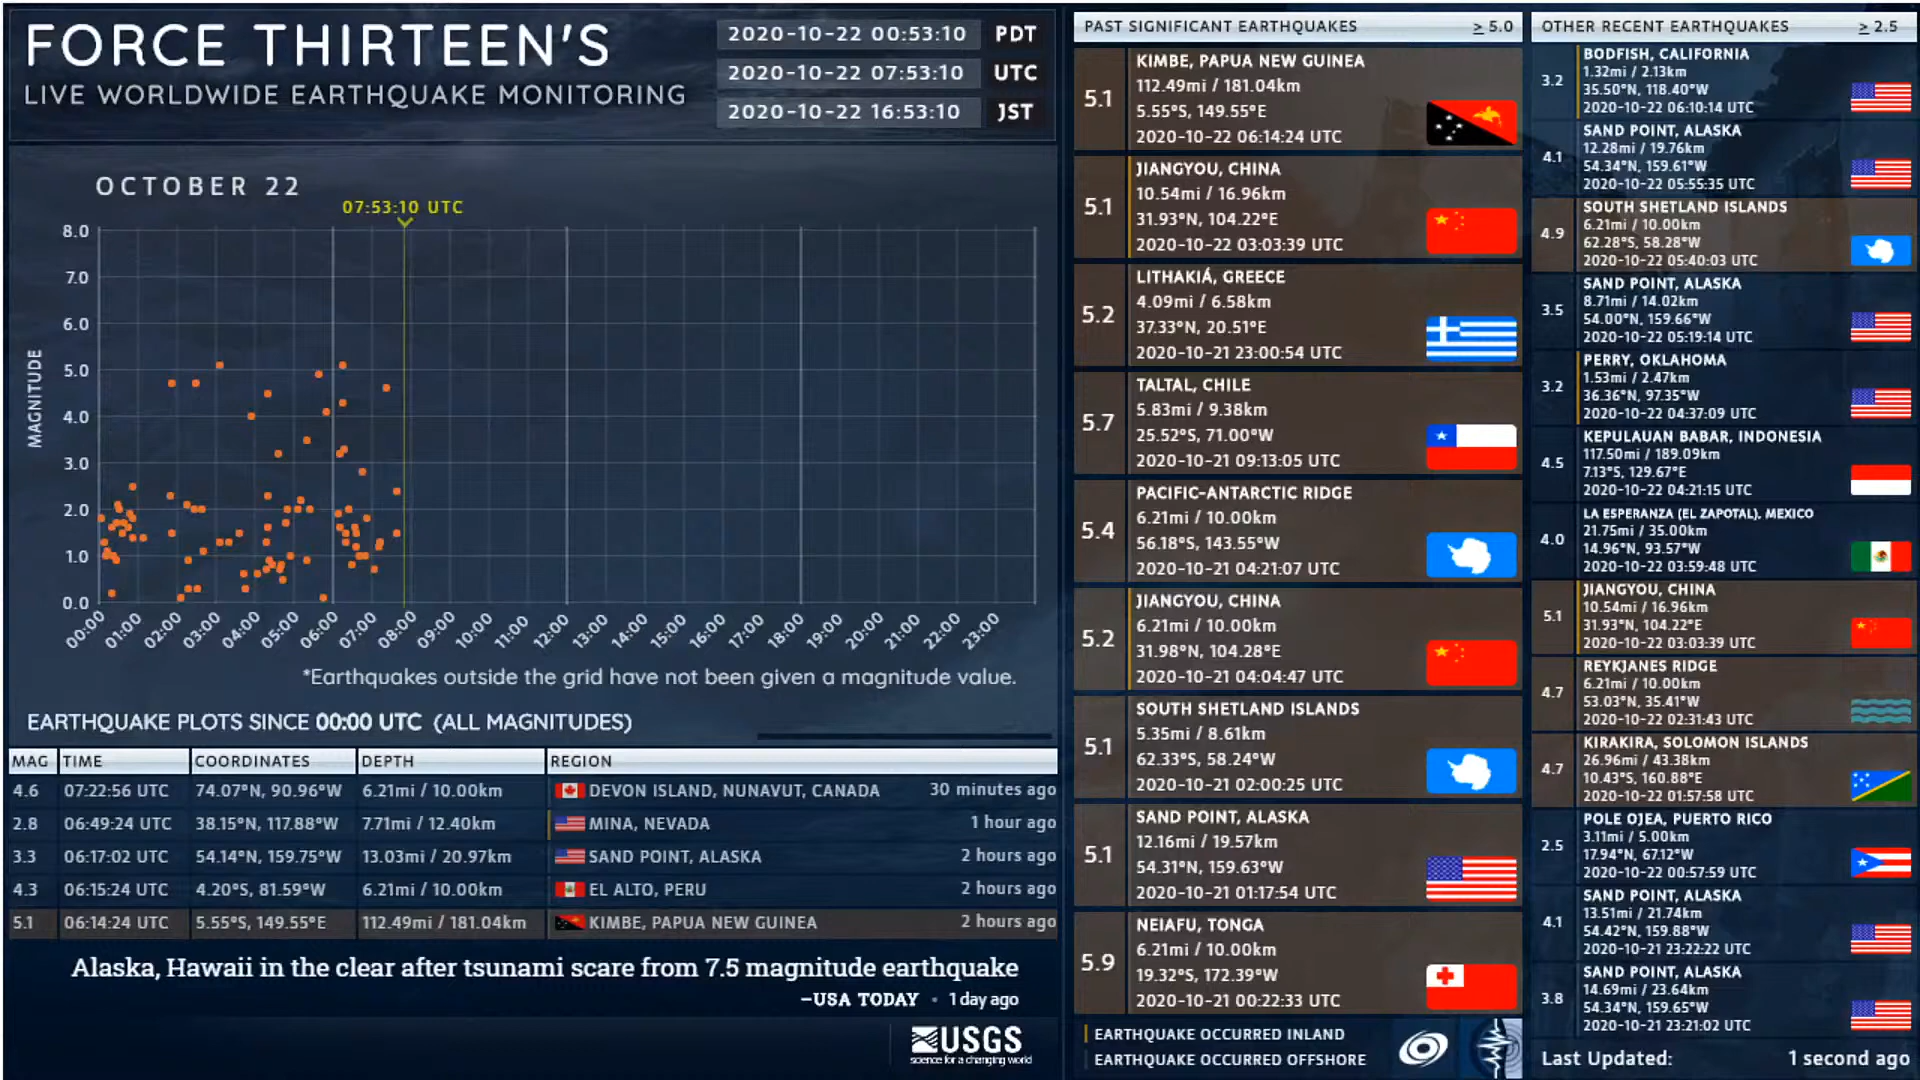 FORCE THIRTEEN'S
LIVE WORLDWIDE EARTHQUAKE MONITORING
2020-10-22 00:53:10 PDT
2020-10-22 07:53:10 UTC
2020-10-22 16:53:10 JST
OCTOBER 22
07:53:10 UTC
MAGNITUDE
8.0
7.0
6.0
5.0
4.0
3.0
2.0
1.0
0.0
00:00 01:00 02:00 03:00 04:00 05:00 06:00 07:00 08:00 09:00 10:00 11:00 12:00 13:00 14:00 15:00 16:00 17:00 18:00 19:00 20:00 21:00 22:00 23:00
*Earthquakes outside the grid have not been given a magnitude value.
EARTHQUAKE PLOTS SINCE 00:00 UTC (ALL MAGNITUDES)
MAG TIME COORDINATES DEPTH REGION
4.6 07:22:56 UTC 74.07°N, 90.96°W 6.21mi / 10.00km DEVON ISLAND, NUNAVUT, CANADA 30 minutes ago
2.8 06:49:24 UTC 38.15°N, 117.88°W 7.71mi / 12.40km MINA, NEVADA 1 hour ago
3.3 06:17:02 UTC 54.14°N, 159.75°W 13.03mi / 20.97km SAND POINT, ALASKA 2 hours ago
4.3 06:15:24 UTC 4.20°S, 81.59°W 6.21mi / 10.00km EL ALTO, PERU 2 hours ago
5.1 06:14:24 UTC 5.55°S, 149.55°E 112.49mi / 181.04km KIMBE, PAPUA NEW GUINEA 2 hours ago
Alaska, Hawaii in the clear after tsunami scare from 7.5 magnitude earthquake
–USA TODAY • 1 day ago
USGS
science for a changing world
PAST SIGNIFICANT EARTHQUAKES ≥ 5.0
5.1
KIMBE, PAPUA NEW GUINEA
112.49mi / 181.04km
5.55°S, 149.55°E
2020-10-22 06:14:24 UTC
5.1
JIANGYOU, CHINA
10.54mi / 16.96km
31.93°N, 104.22°E
2020-10-22 03:03:39 UTC
5.2
LITHAKIÁ, GREECE
4.09mi / 6.58km
37.33°N, 20.51°E
2020-10-21 23:00:54 UTC
5.7
TALTAL, CHILE
5.83mi / 9.38km
25.52°S, 71.00°W
2020-10-21 09:13:05 UTC
5.4
PACIFIC-ANTARCTIC RIDGE
6.21mi / 10.00km
56.18°S, 143.55°W
2020-10-21 04:21:07 UTC
5.2
JIANGYOU, CHINA
6.21mi / 10.00km
31.98°N, 104.28°E
2020-10-21 04:04:47 UTC
5.1
SOUTH SHETLAND ISLANDS
5.35mi / 8.61km
62.33°S, 58.24°W
2020-10-21 02:00:25 UTC
5.1
SAND POINT, ALASKA
12.16mi / 19.57km
54.31°N, 159.63°W
2020-10-21 01:17:54 UTC
5.9
NEIAFU, TONGA
6.21mi / 10.00km
19.32°S, 172.39°W
2020-10-21 00:22:33 UTC
EARTHQUAKE OCCURRED INLAND
EARTHQUAKE OCCURRED OFFSHORE
OTHER RECENT EARTHQUAKES ≥ 2.5
3.2
BODFISH, CALIFORNIA
1.32mi / 2.13km
35.50°N, 118.40°W
2020-10-22 06:10:14 UTC
4.1
SAND POINT, ALASKA
12.28mi / 19.76km
54.34°N, 159.61°W
2020-10-22 05:55:35 UTC
4.9
SOUTH SHETLAND ISLANDS
6.21mi / 10.00km
62.28°S, 58.28°W
2020-10-22 05:40:03 UTC
3.5
SAND POINT, ALASKA
8.71mi / 14.02km
54.00°N, 159.66°W
2020-10-22 05:19:14 UTC
3.2
PERRY, OKLAHOMA
1.53mi / 2.47km
36.36°N, 97.35°W
2020-10-22 04:37:09 UTC
4.5
KEPULAUAN BABAR, INDONESIA
117.50mi / 189.09km
7.13°S, 129.67°E
2020-10-22 04:21:15 UTC
4.0
LA ESPERANZA (EL ZAPOTAL), MEXICO
21.75mi / 35.00km
14.96°N, 93.57°W
2020-10-22 03:59:48 UTC
5.1
JIANGYOU, CHINA
10.54mi / 16.96km
31.93°N, 104.22°E
2020-10-22 03:03:39 UTC
4.7
REYKJANES RIDGE
6.21mi / 10.00km
53.03°N, 35.41°W
2020-10-22 02:31:43 UTC
4.7
KIRAKIRA, SOLOMON ISLANDS
26.96mi / 43.38km
10.43°S, 160.88°E
2020-10-22 01:57:58 UTC
2.5
POLE OJEA, PUERTO RICO
3.11mi / 5.00km
17.94°N, 67.12°W
2020-10-22 00:57:59 UTC
4.1
SAND POINT, ALASKA
13.51mi / 21.74km
54.42°N, 159.88°W
2020-10-21 23:22:22 UTC
3.8
SAND POINT, ALASKA
14.69mi / 23.64km
54.34°N, 159.65°W
2020-10-21 23:21:02 UTC
Last Updated: 1 second ago